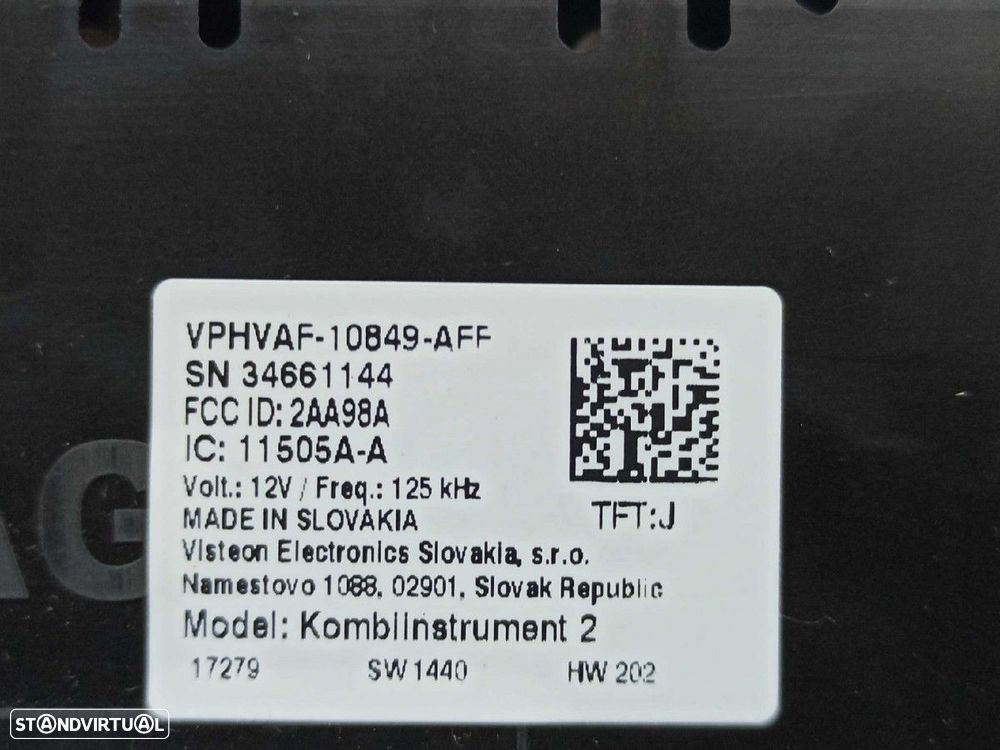 VPHVAF-10849-AFF
SN 34661144
FCC ID: 2AA98A
IC: 11505A-A
Volt.: 12V / Freq.: 125 kHz
MADE IN SLOVAKIA
Visteon Electronics Slovakia, s.r.o.
Namestovo 1088, 02901, Slovak Republic
Model: Kombiinstrument 2
17279 SW 1440 HW 202
TFT:J
AG
STANDVIRTUAL